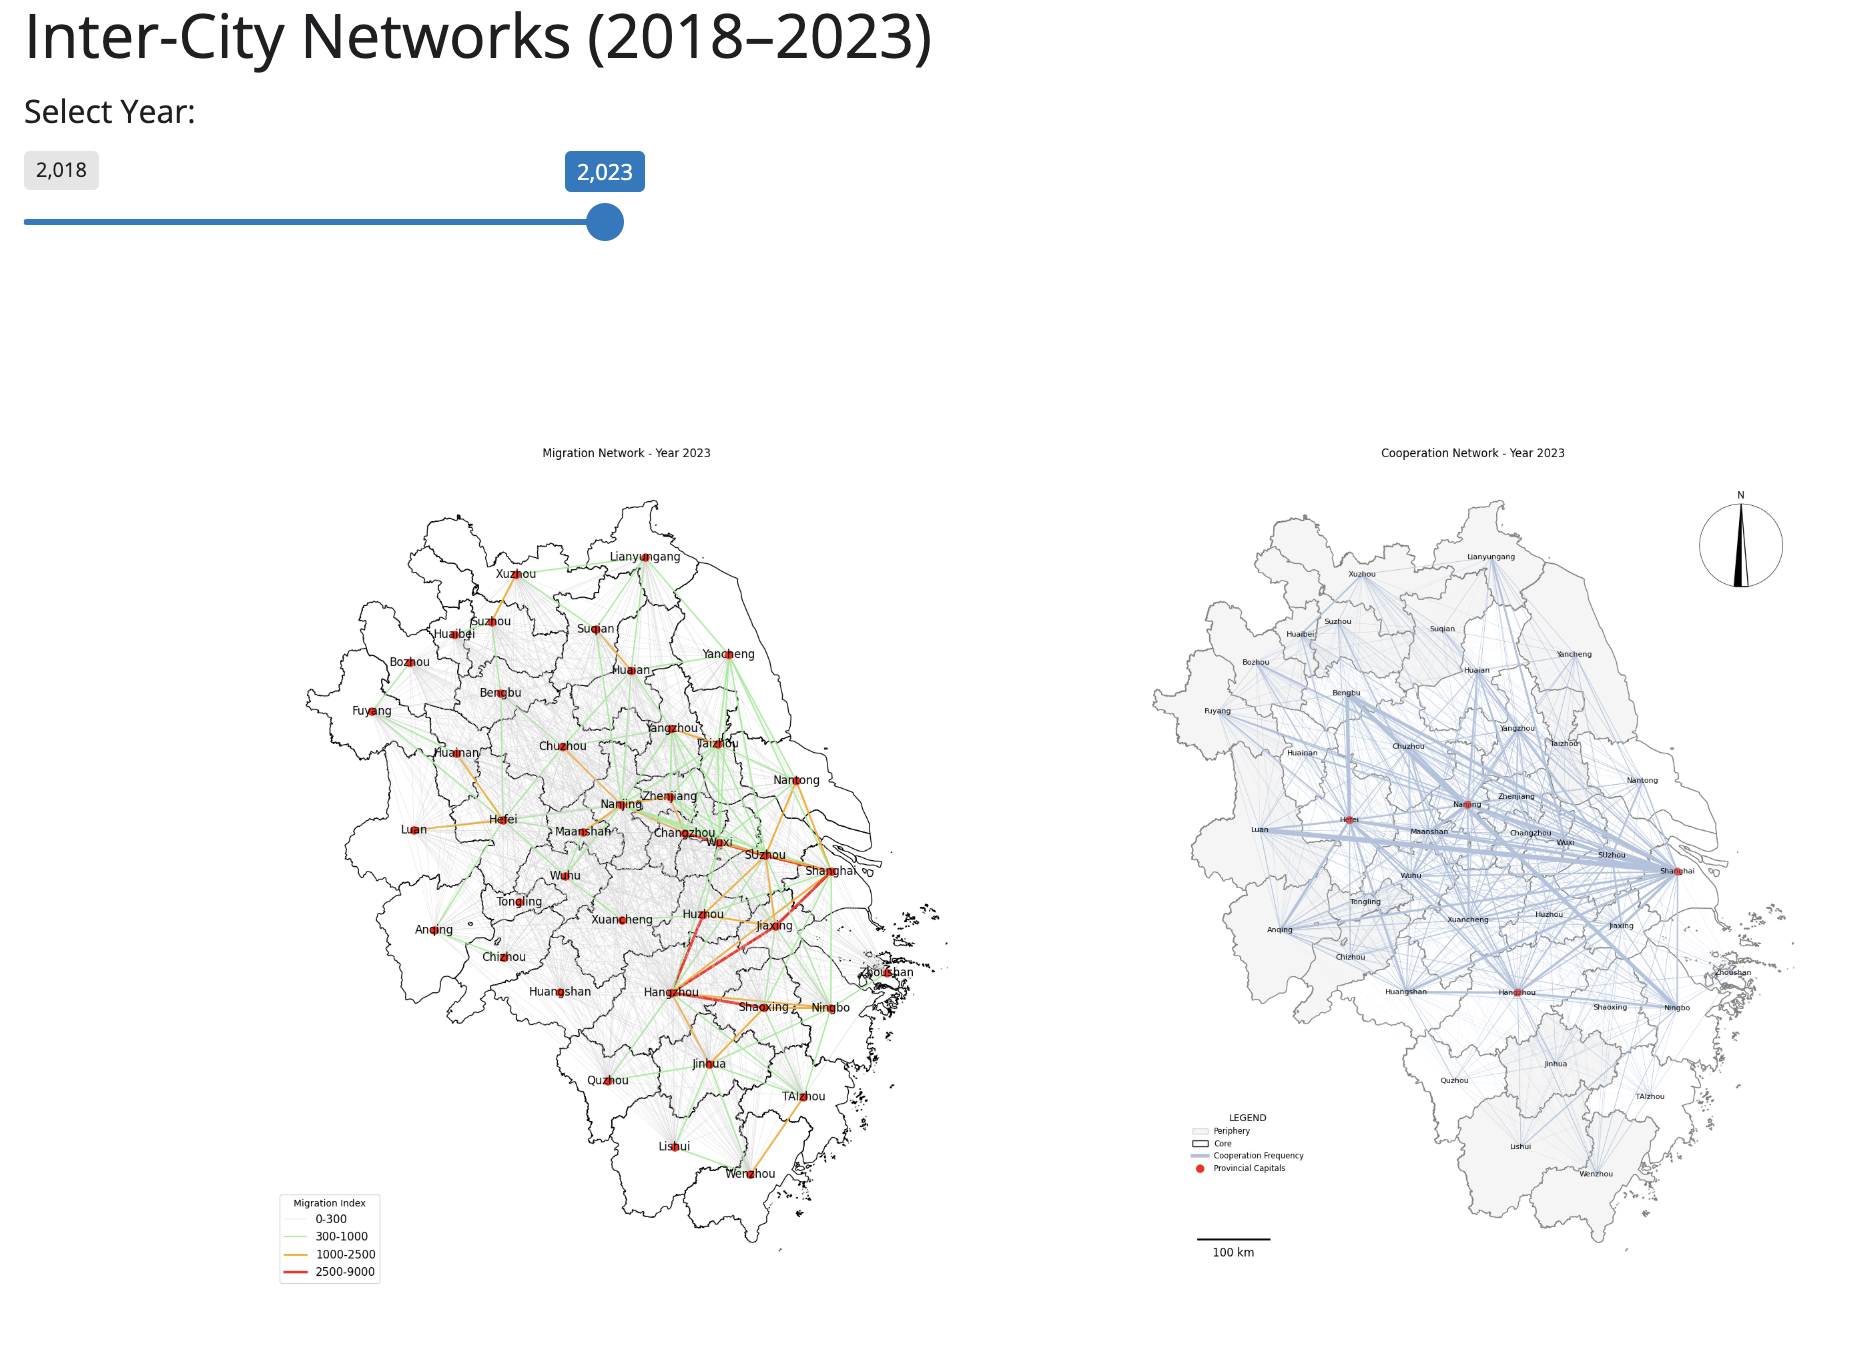 Inter-City Networks (2018–2023)
Select Year:
2,018
2,023
Migration Network - Year 2023
Lianyungang
Xuzhou
Suzhou
Huaibei
Suqian
Bozhou
Yancheng
Huaian
Bengbu
Fuyang
Yangzhou
Taizhou
Chuzhou
Huainan
Nantong
Zhenjiang
Nanjing
Hefei
Luan
Maanshan
Changzhou
Wuxi
SUzhou
Shanghai
Wuhu
Tongling
Xuancheng
Huzhou
Jiaxing
Anqing
Chizhou
Zhoushan
Huangshan
Hangzhou
Shaoxing
Ningbo
Jinhua
Quzhou
TAIzhou
Lishui
Wenzhou
Migration Index
0-300
300-1000
1000-2500
2500-9000
Cooperation Network - Year 2023
N
Lianyungang
Xuzhou
Suzhou
Huaibei
Suqian
Bozhou
Yancheng
Huaian
Bengbu
Fuyang
Yangzhou
Taizhou
Chuzhou
Huainan
Nantong
Zhenjiang
Nanjing
Hefei
Luan
Maanshan
Changzhou
Wuxi
SUzhou
Shanghai
Wuhu
Tongling
Xuancheng
Huzhou
Jiaxing
Anqing
Chizhou
Zhoushan
Huangshan
Hangzhou
Shaoxing
Ningbo
Jinhua
Quzhou
TAIzhou
Lishui
Wenzhou
LEGEND
Periphery
Core
Cooperation Frequency
Provincial Capitals
100 km